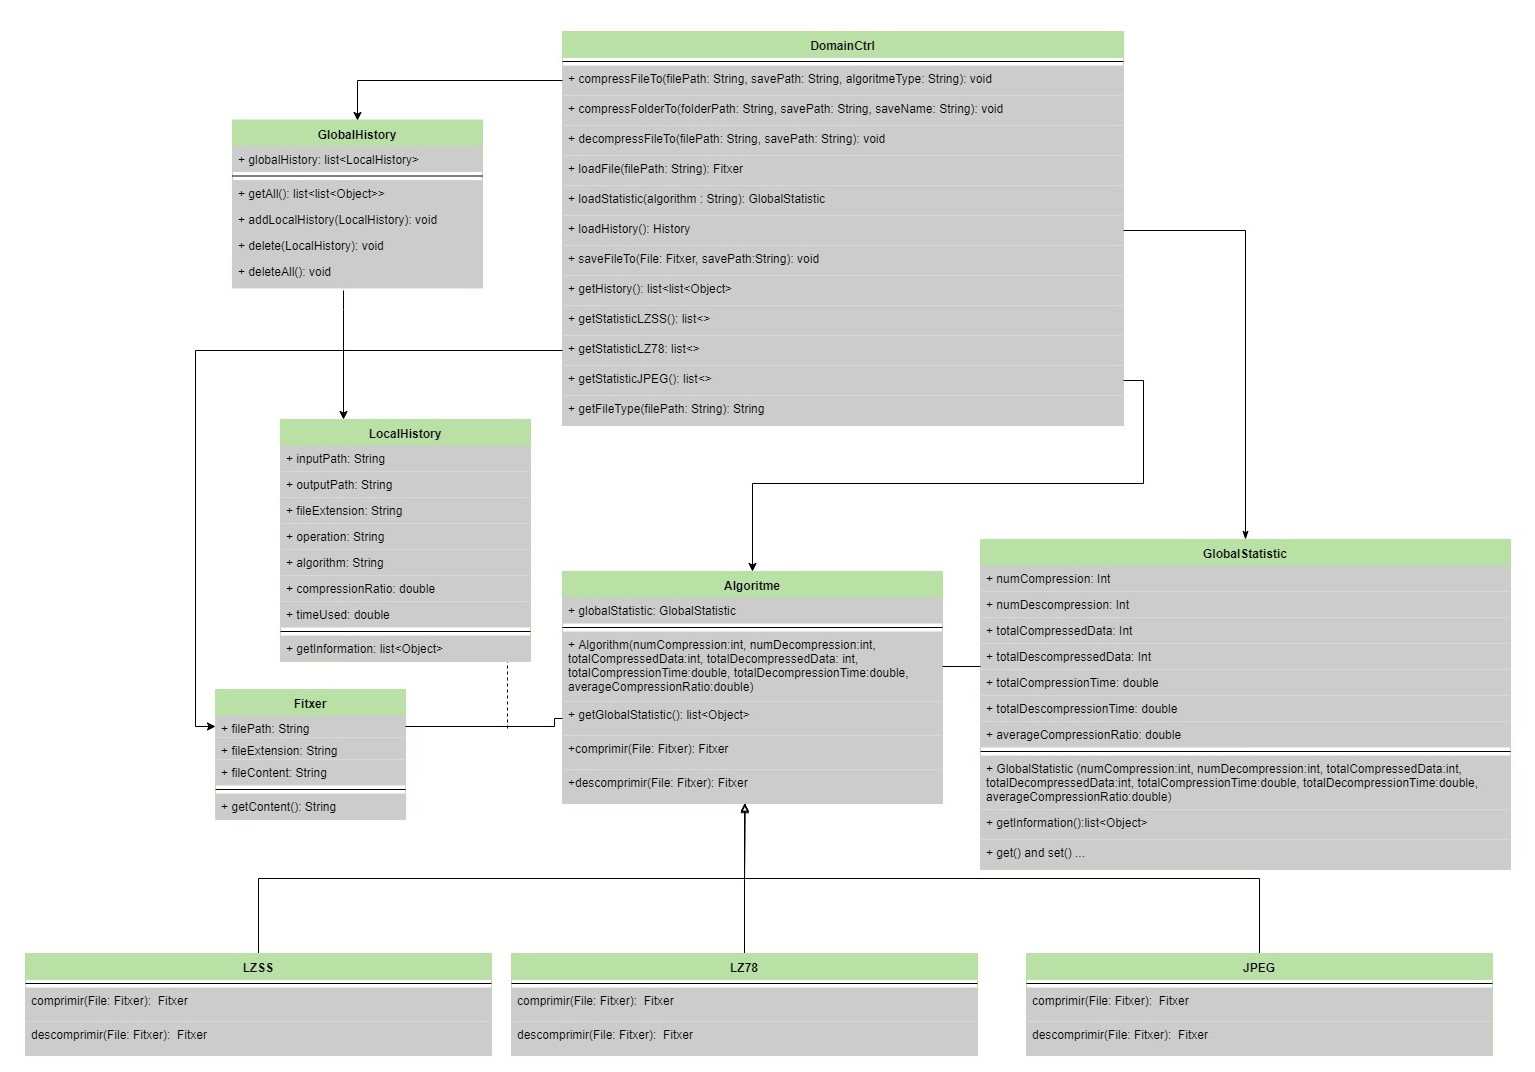 DomainCtrl
+ compressFileTo(filePath: String, savePath: String, algoritmeType: String): void
+ compressFolderTo(folderPath: String, savePath: String, saveName: String): void
+ decompressFileTo(filePath: String, savePath: String): void
+ loadFile(filePath: String): Fitxer
+ loadStatistic(algorithm : String): GlobalStatistic
+ loadHistory(): History
+ saveFileTo(File: Fitxer, savePath:String): void
+ getHistory(): list<list<Object>
+ getStatisticLZSS(): list<>
+ getStatisticLZ78: list<>
+ getStatisticJPEG(): list<>
+ getFileType(filePath: String): String
GlobalHistory
+ globalHistory: list<LocalHistory>
+ getAll(): list<list<Object>>
+ addLocalHistory(LocalHistory): void
+ delete(LocalHistory): void
+ deleteAll(): void
LocalHistory
+ inputPath: String
+ outputPath: String
+ fileExtension: String
+ operation: String
+ algorithm: String
+ compressionRatio: double
+ timeUsed: double
+ getInformation: list<Object>
Fitxer
+ filePath: String
+ fileExtension: String
+ fileContent: String
+ getContent(): String
Algoritme
+ globalStatistic: GlobalStatistic
+ Algorithm(numCompression:int, numDecompression:int,
totalCompressedData:int, totalDecompressedData: int,
totalCompressionTime:double, totalDecompressionTime:double,
averageCompressionRatio:double)
+ getGlobalStatistic(): list<Object>
+comprimir(File: Fitxer): Fitxer
+descomprimir(File: Fitxer): Fitxer
GlobalStatistic
+ numCompression: Int
+ numDescompression: Int
+ totalCompressedData: Int
+ totalDescompressedData: Int
+ totalCompressionTime: double
+ totalDescompressionTime: double
+ averageCompressionRatio: double
+ GlobalStatistic (numCompression:int, numDecompression:int, totalCompressedData:int,
totalDecompressedData:int, totalCompressionTime:double, totalDecompressionTime:double,
averageCompressionRatio:double)
+ getInformation():list<Object>
+ get() and set() ...
LZSS
comprimir(File: Fitxer): Fitxer
descomprimir(File: Fitxer): Fitxer
LZ78
comprimir(File: Fitxer): Fitxer
descomprimir(File: Fitxer): Fitxer
JPEG
comprimir(File: Fitxer): Fitxer
descomprimir(File: Fitxer): Fitxer